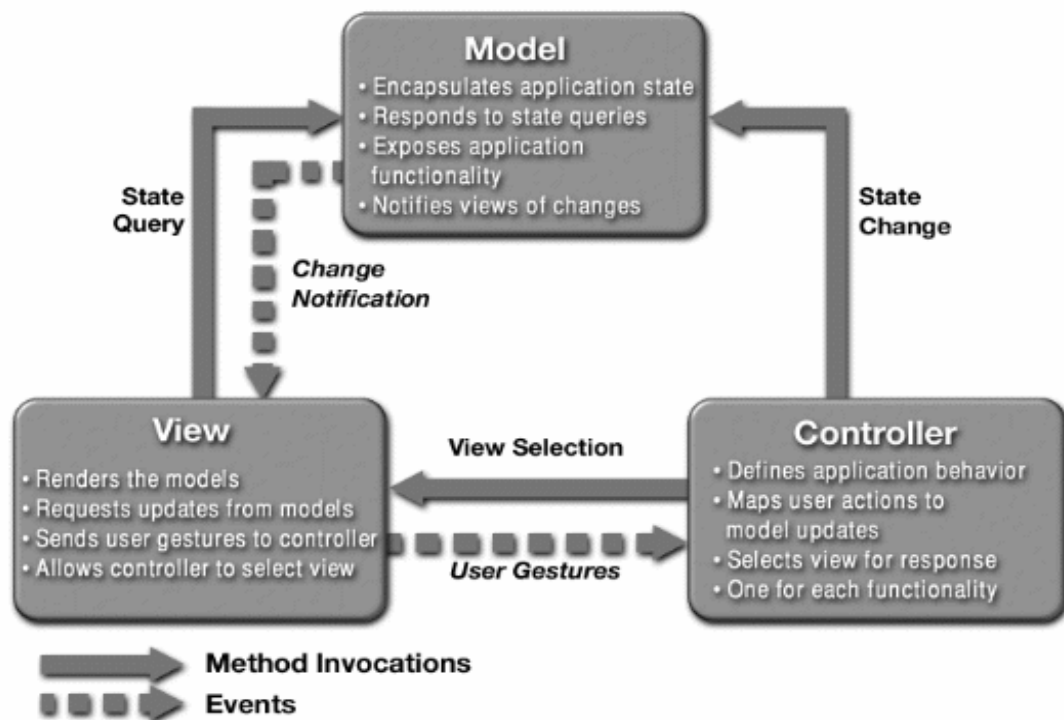 Model
• Encapsulates application state
• Responds to state queries
• Exposes application
functionality
• Notifies views of changes
State
Query
Change
Notification
State
Change
View
• Renders the models
• Requests updates from models
• Sends user gestures to controller
• Allows controller to select view
View Selection
User Gestures
Controller
• Defines application behavior
• Maps user actions to
model updates
• Selects view for response
• One for each functionality
Method Invocations
Events